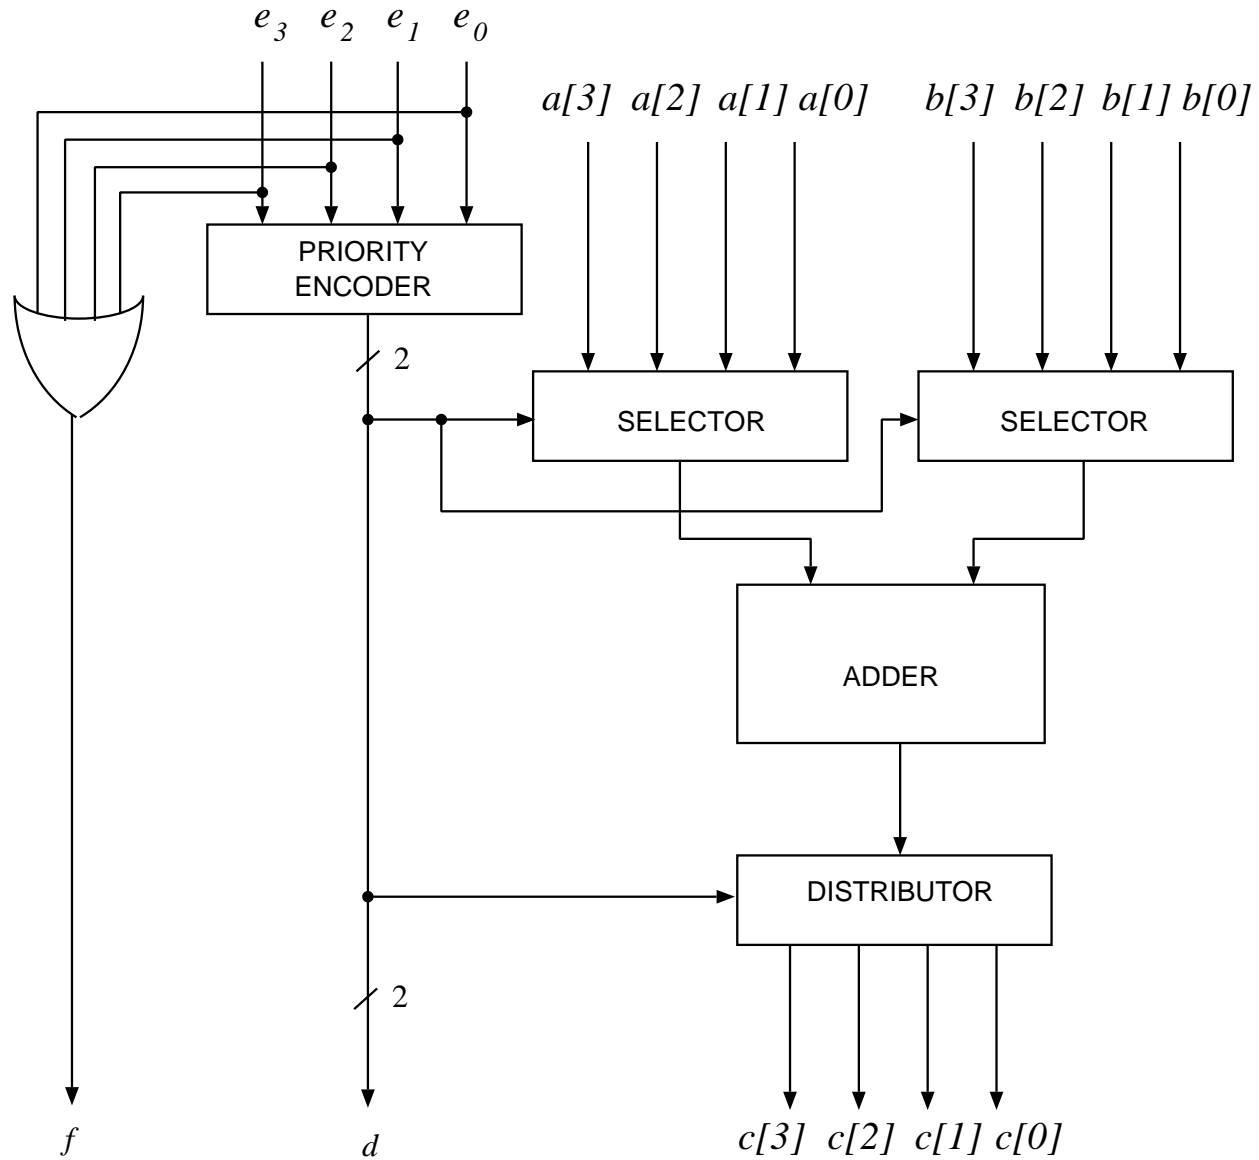 e3 e2 e1 e0
a[3] a[2] a[1] a[0] b[3] b[2] b[1] b[0]
PRIORITY
ENCODER
2
SELECTOR
SELECTOR
ADDER
DISTRIBUTOR
2
f
d
c[3] c[2] c[1] c[0]